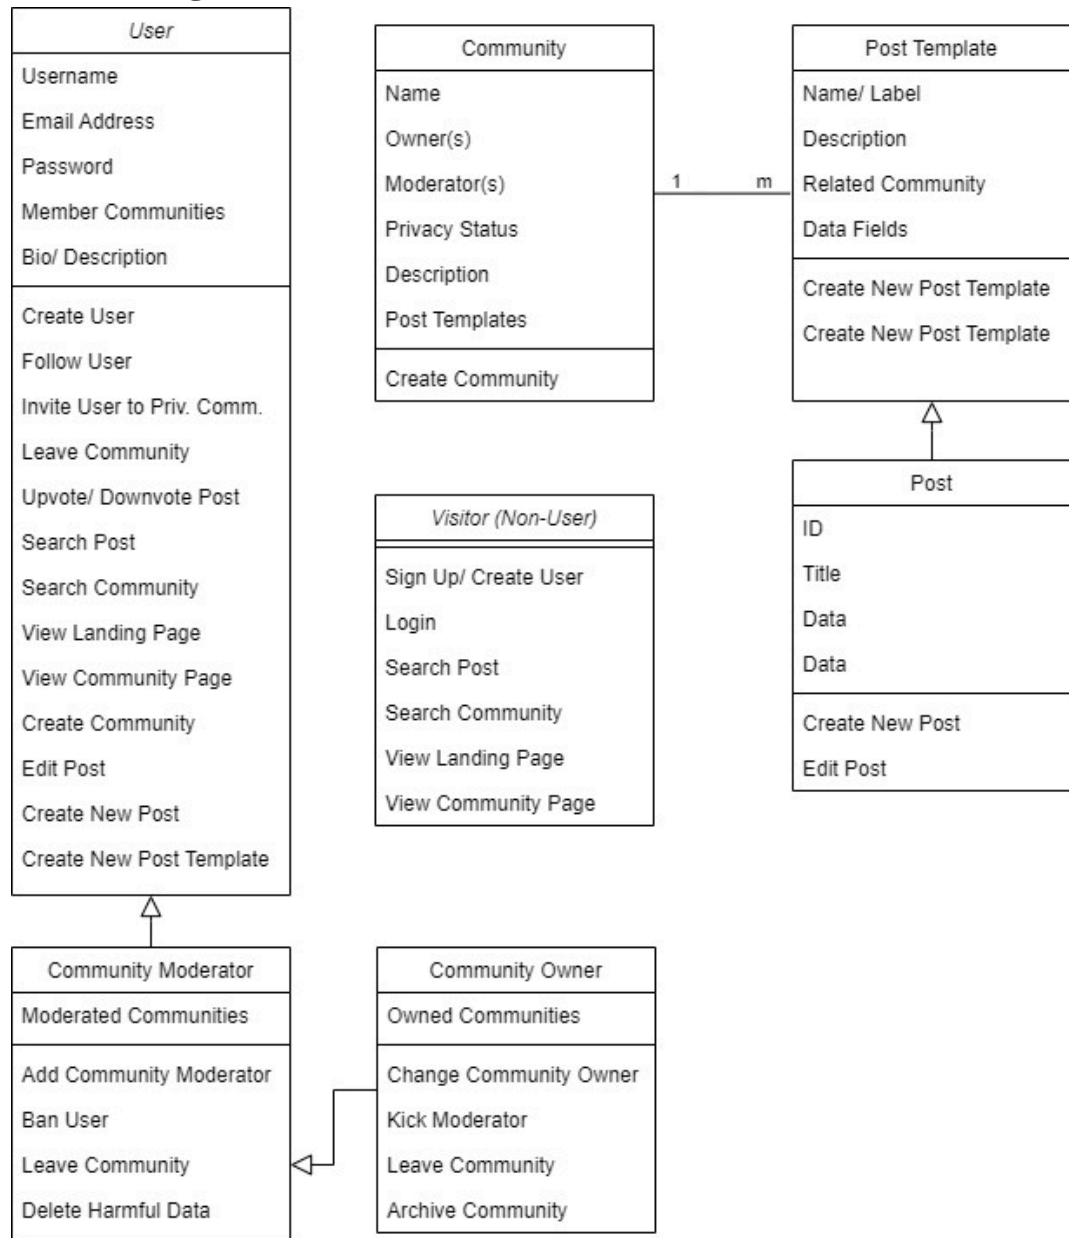 User
Username
Email Address
Password
Member Communities
Bio/ Description
Create User
Follow User
Invite User to Priv. Comm.
Leave Community
Upvote/ Downvote Post
Search Post
Search Community
View Landing Page
View Community Page
Create Community
Edit Post
Create New Post
Create New Post Template
Community
Name
Owner(s)
Moderator(s)
Privacy Status
Description
Post Templates
Create Community
1
m
Post Template
Name/ Label
Description
Related Community
Data Fields
Create New Post Template
Create New Post Template
Visitor (Non-User)
Sign Up/ Create User
Login
Search Post
Search Community
View Landing Page
View Community Page
Post
ID
Title
Data
Data
Create New Post
Edit Post
Community Moderator
Moderated Communities
Add Community Moderator
Ban User
Leave Community
Delete Harmful Data
Community Owner
Owned Communities
Change Community Owner
Kick Moderator
Leave Community
Archive Community